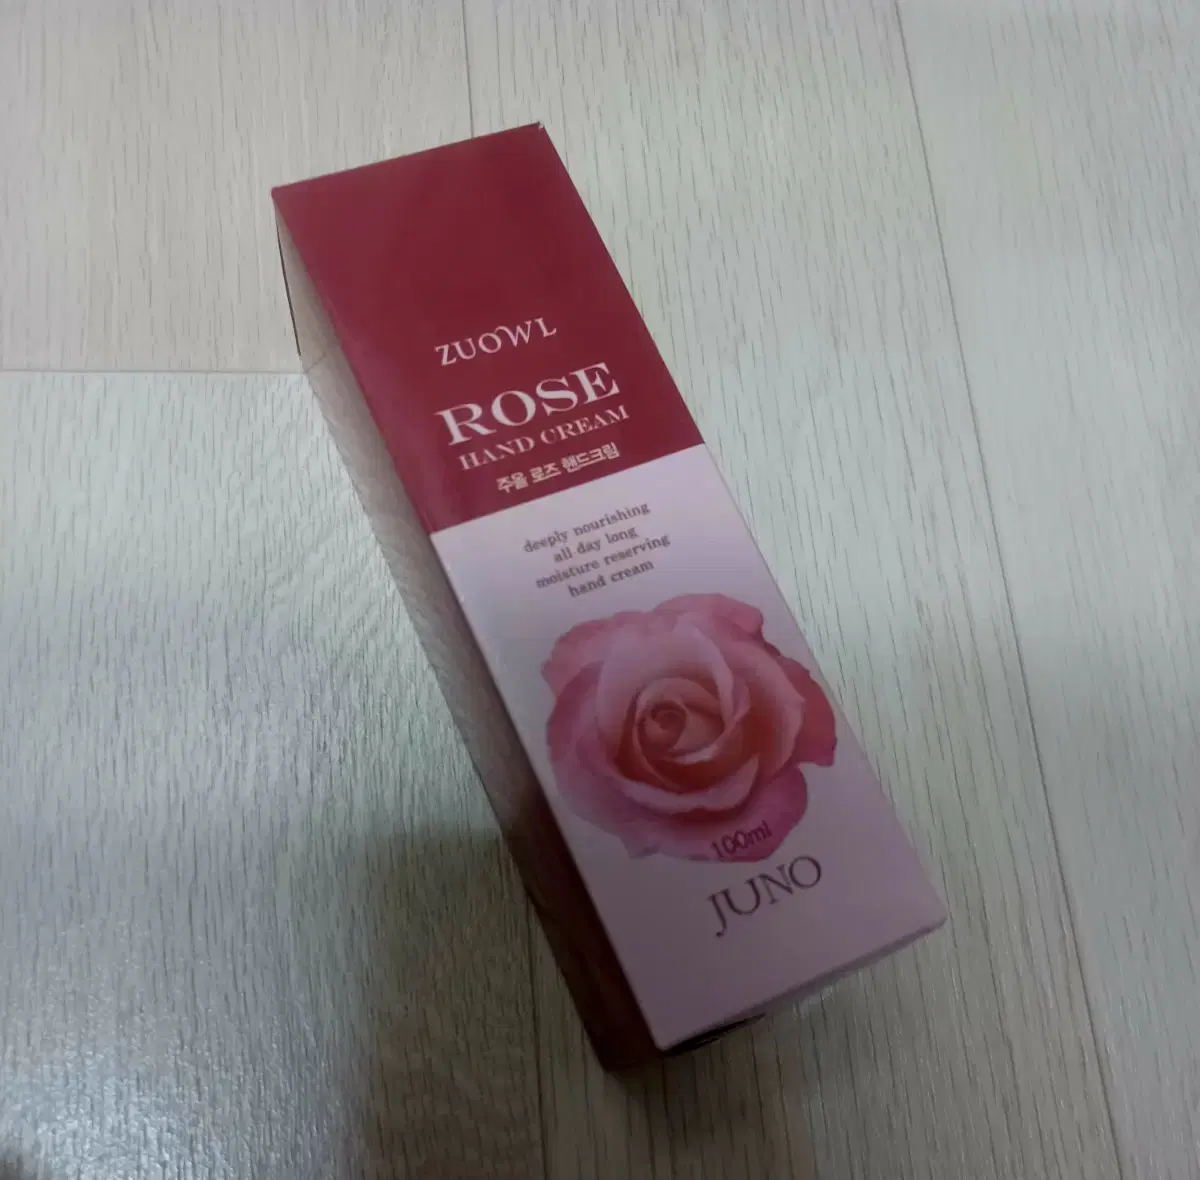 ZUOWL
ROSE
HAND CREAM
주울 로즈 핸드크림
deeply nourishing
all day long
moisture reserving
hand cream
100ml
JUNO